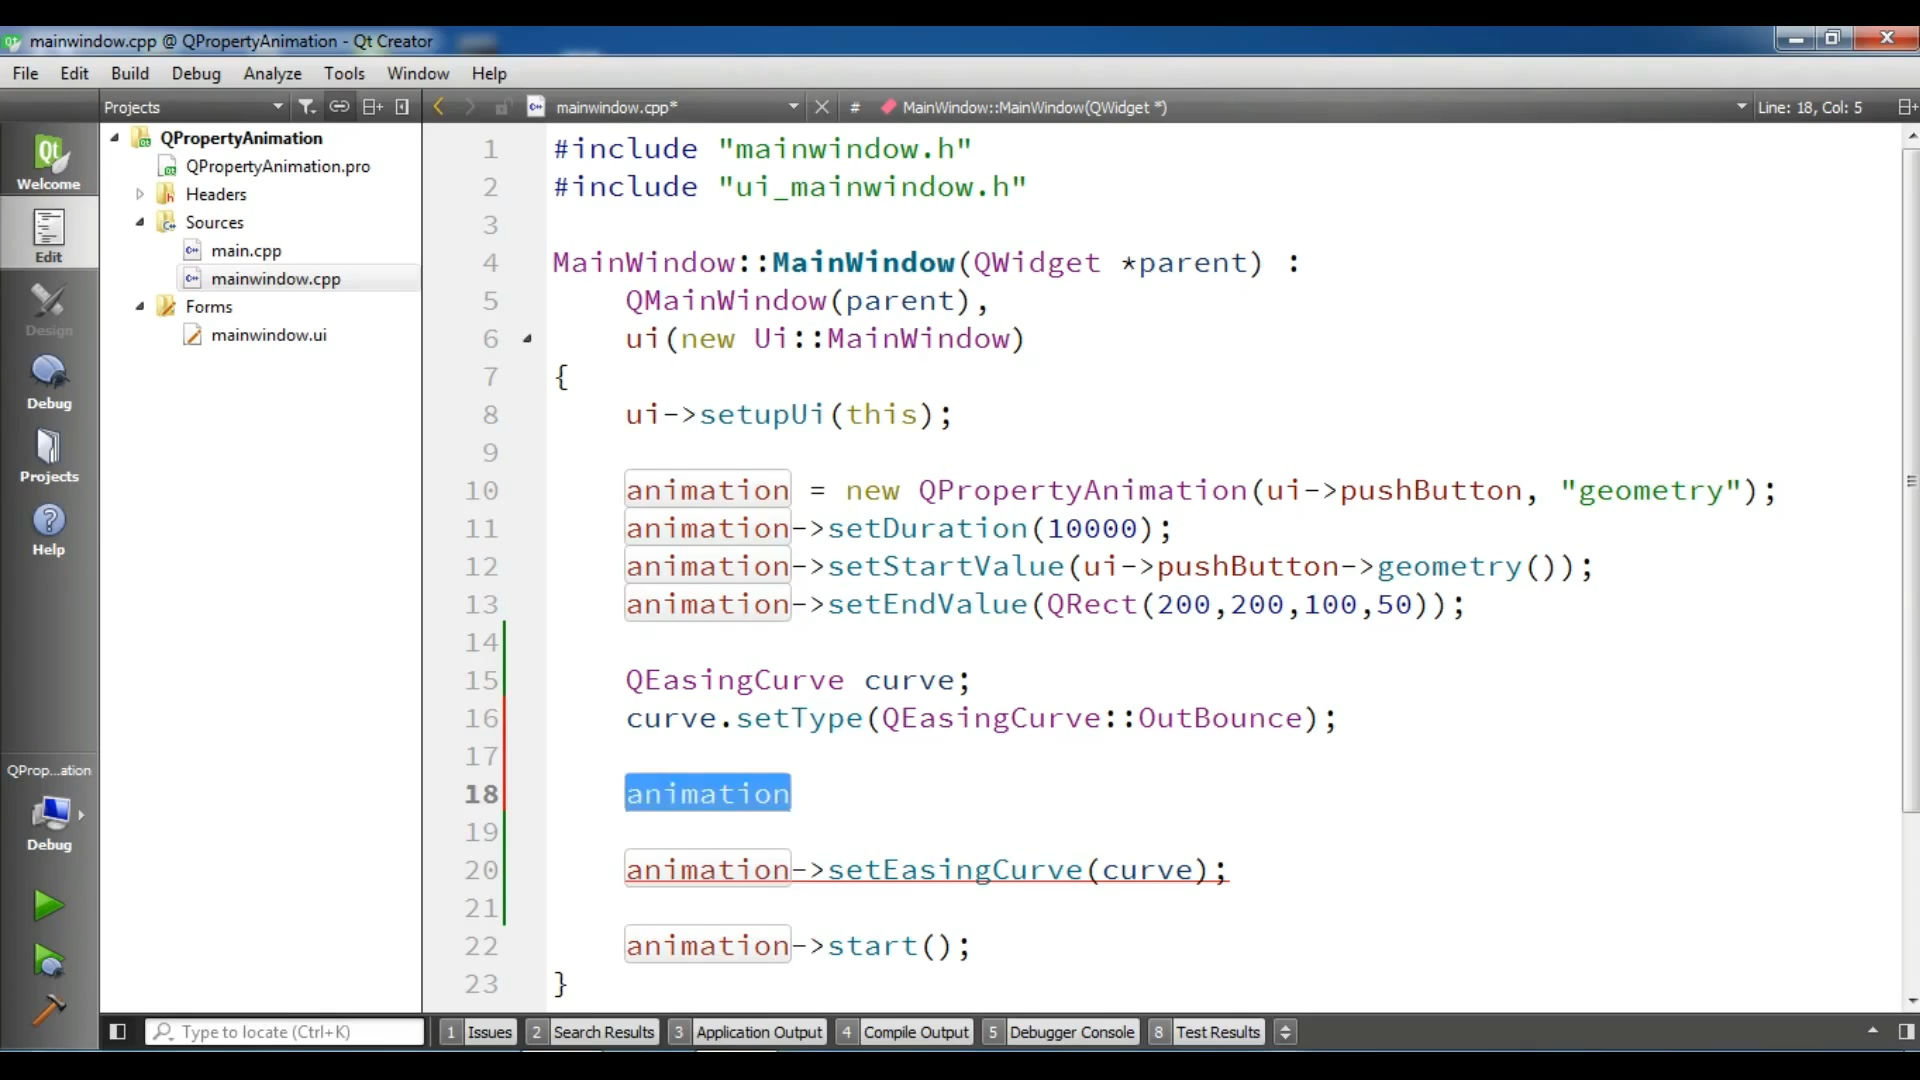 mainwindow.cpp @ QPropertyAnimation - Qt Creator
File Edit Build Debug Analyze Tools Window Help
Projects mainwindow.cpp* # MainWindow::MainWindow(QWidget *) Line: 18, Col: 5
Welcome
Edit
Design
Debug
Projects
Help
QProp...ation
Debug
QPropertyAnimation
QPropertyAnimation.pro
Headers
Sources
main.cpp
mainwindow.cpp
Forms
mainwindow.ui
1 #include "mainwindow.h"
2 #include "ui_mainwindow.h"
3
4 MainWindow::MainWindow(QWidget *parent) :
5 QMainWindow(parent),
6 ui(new Ui::MainWindow)
7 {
8 ui->setupUi(this);
9
10 animation = new QPropertyAnimation(ui->pushButton, "geometry");
11 animation->setDuration(10000);
12 animation->setStartValue(ui->pushButton->geometry());
13 animation->setEndValue(QRect(200,200,100,50));
14
15 QEasingCurve curve;
16 curve.setType(QEasingCurve::OutBounce);
17
18 animation
19
20 animation->setEasingCurve(curve);
21
22 animation->start();
23 }
Type to locate (Ctrl+K) 1 Issues 2 Search Results 3 Application Output 4 Compile Output 5 Debugger Console 8 Test Results